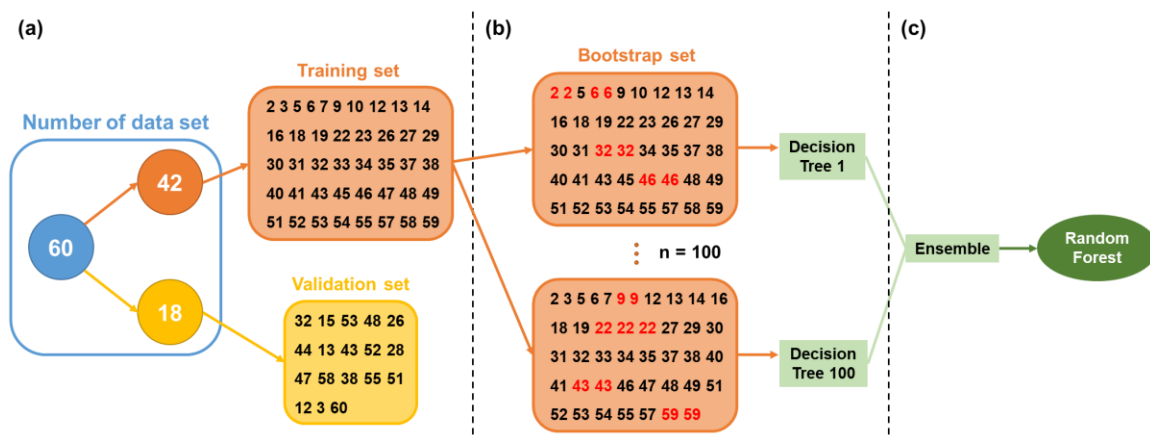 (a)
Number of data set
60
42
18
Training set
2 3 5 6 7 9 10 12 13 14
16 18 19 22 23 26 27 29
30 31 32 33 34 35 37 38
40 41 43 45 46 47 48 49
51 52 53 54 55 57 58 59
Validation set
32 15 53 48 26
44 13 43 52 28
47 58 38 55 51
12 3 60
(b)
Bootstrap set
2 2 5 6 6 9 10 12 13 14
16 18 19 22 23 26 27 29
30 31 32 32 34 35 37 38
40 41 43 45 46 46 48 49
51 52 53 54 55 57 58 59
n = 100
2 3 5 6 7 9 9 12 13 14 16
18 19 22 22 22 27 29 30
31 32 33 34 35 37 38 40
41 43 43 46 47 48 49 51
52 53 54 55 57 59 59
Decision
Tree 1
Decision
Tree 100
(c)
Ensemble
Random
Forest